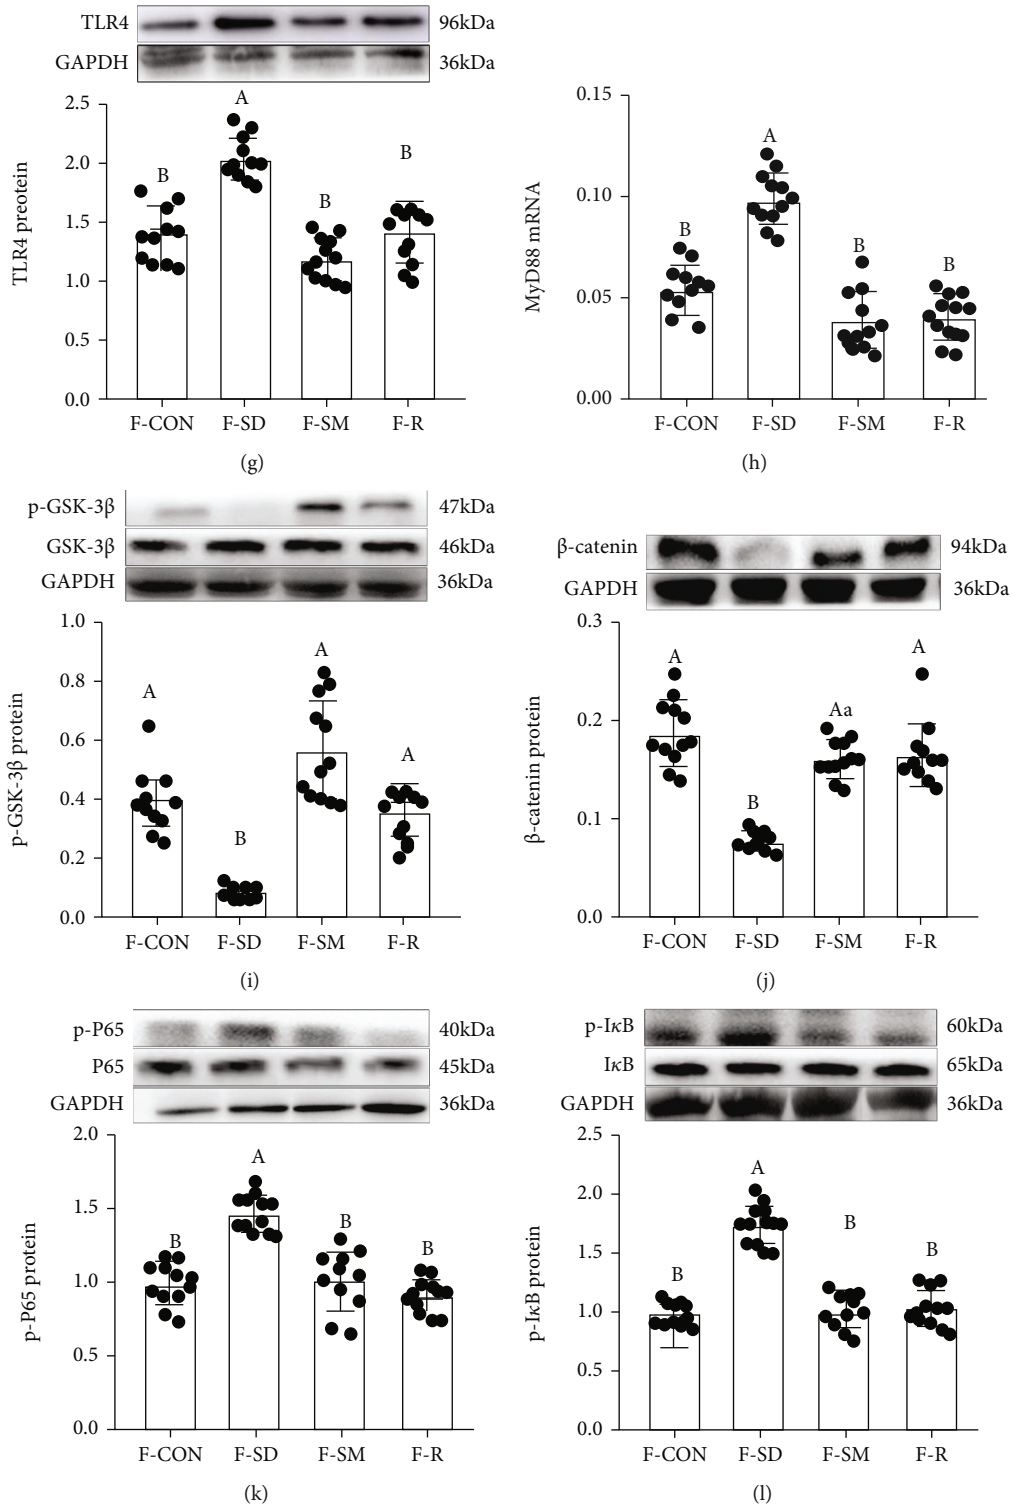 TLR4 96kDa
GAPDH 36kDa
A
B
B
B
2.5
2.0
1.5
1.0
0.5
0.0
TLR4 preotein
F-CON F-SD F-SM F-R
(g)
0.15
0.10
0.05
0.00
MyD88 mRNA
A
B
B
B
F-CON F-SD F-SM F-R
(h)
p-GSK-3β 47kDa
GSK-3β 46kDa
GAPDH 36kDa
1.0
0.8
0.6
0.4
0.2
0.0
p-GSK-3β protein
A
B
A
A
F-CON F-SD F-SM F-R
(i)
β-catenin 94kDa
GAPDH 36kDa
0.3
0.2
0.1
0.0
β-catenin protein
A
B
Aa
A
F-CON F-SD F-SM F-R
(j)
p-P65 40kDa
P65 45kDa
GAPDH 36kDa
2.0
1.5
1.0
0.5
0.0
p-P65 protein
B
A
B
B
F-CON F-SD F-SM F-R
(k)
p-IκB 60kDa
IκB 65kDa
GAPDH 36kDa
2.5
2.0
1.5
1.0
0.5
0.0
p-IκB protein
B
A
B
B
F-CON F-SD F-SM F-R
(l)